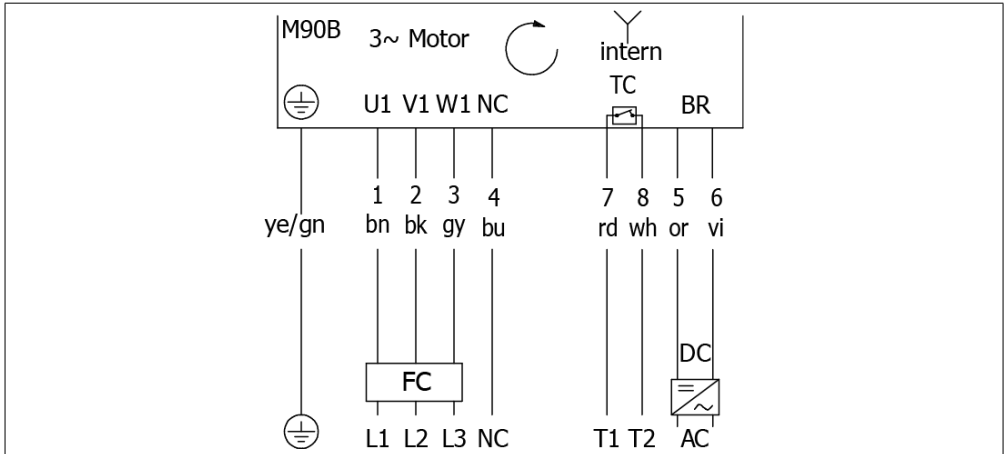 M90B 3~ Motor
intern
TC
U1 V1 W1 NC BR
1 2 3 4 7 8 5 6
ye/gn bn bk gy bu rd wh or vi
DC
FC
L1 L2 L3 NC T1 T2 AC